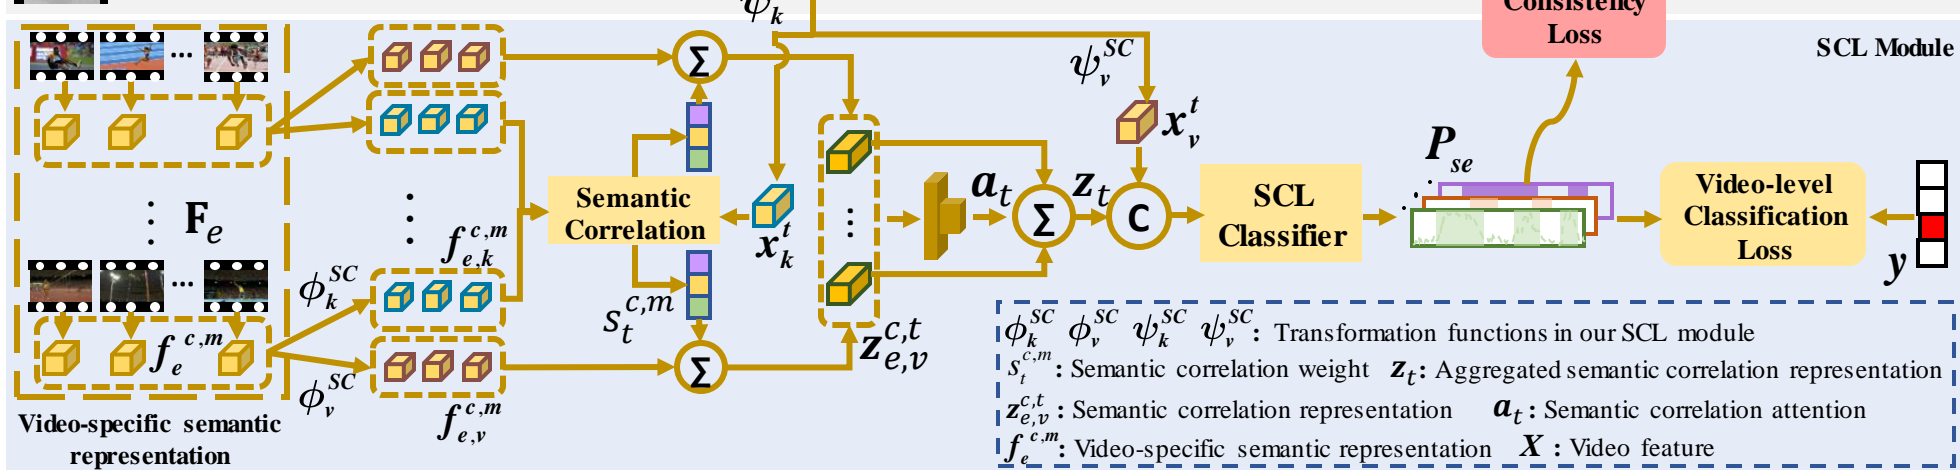 ψ_k
Consistency
Loss
SCL Module
ψ_v^{SC}
Σ
x_v^t
P_{se}
...
F_e
Semantic
Correlation
x_k^t
f_{e,k}^{c,m}
a_t
Σ
z_t
C
SCL
Classifier
Video-level
Classification
Loss
y
ϕ_k^{SC}
s_t^{c,m}
...
f_e^{c,m}
ϕ_v^{SC}
Σ
z_{e,v}^{c,t}
f_{e,v}^{c,m}
Video-specific semantic
representation
ϕ_k^{SC} ϕ_v^{SC} ψ_k^{SC} ψ_v^{SC}: Transformation functions in our SCL module
s_t^{c,m}: Semantic correlation weight z_t: Aggregated semantic correlation representation
z_{e,v}^{c,t}: Semantic correlation representation a_t: Semantic correlation attention
f_e^{c,m}: Video-specific semantic representation X: Video feature